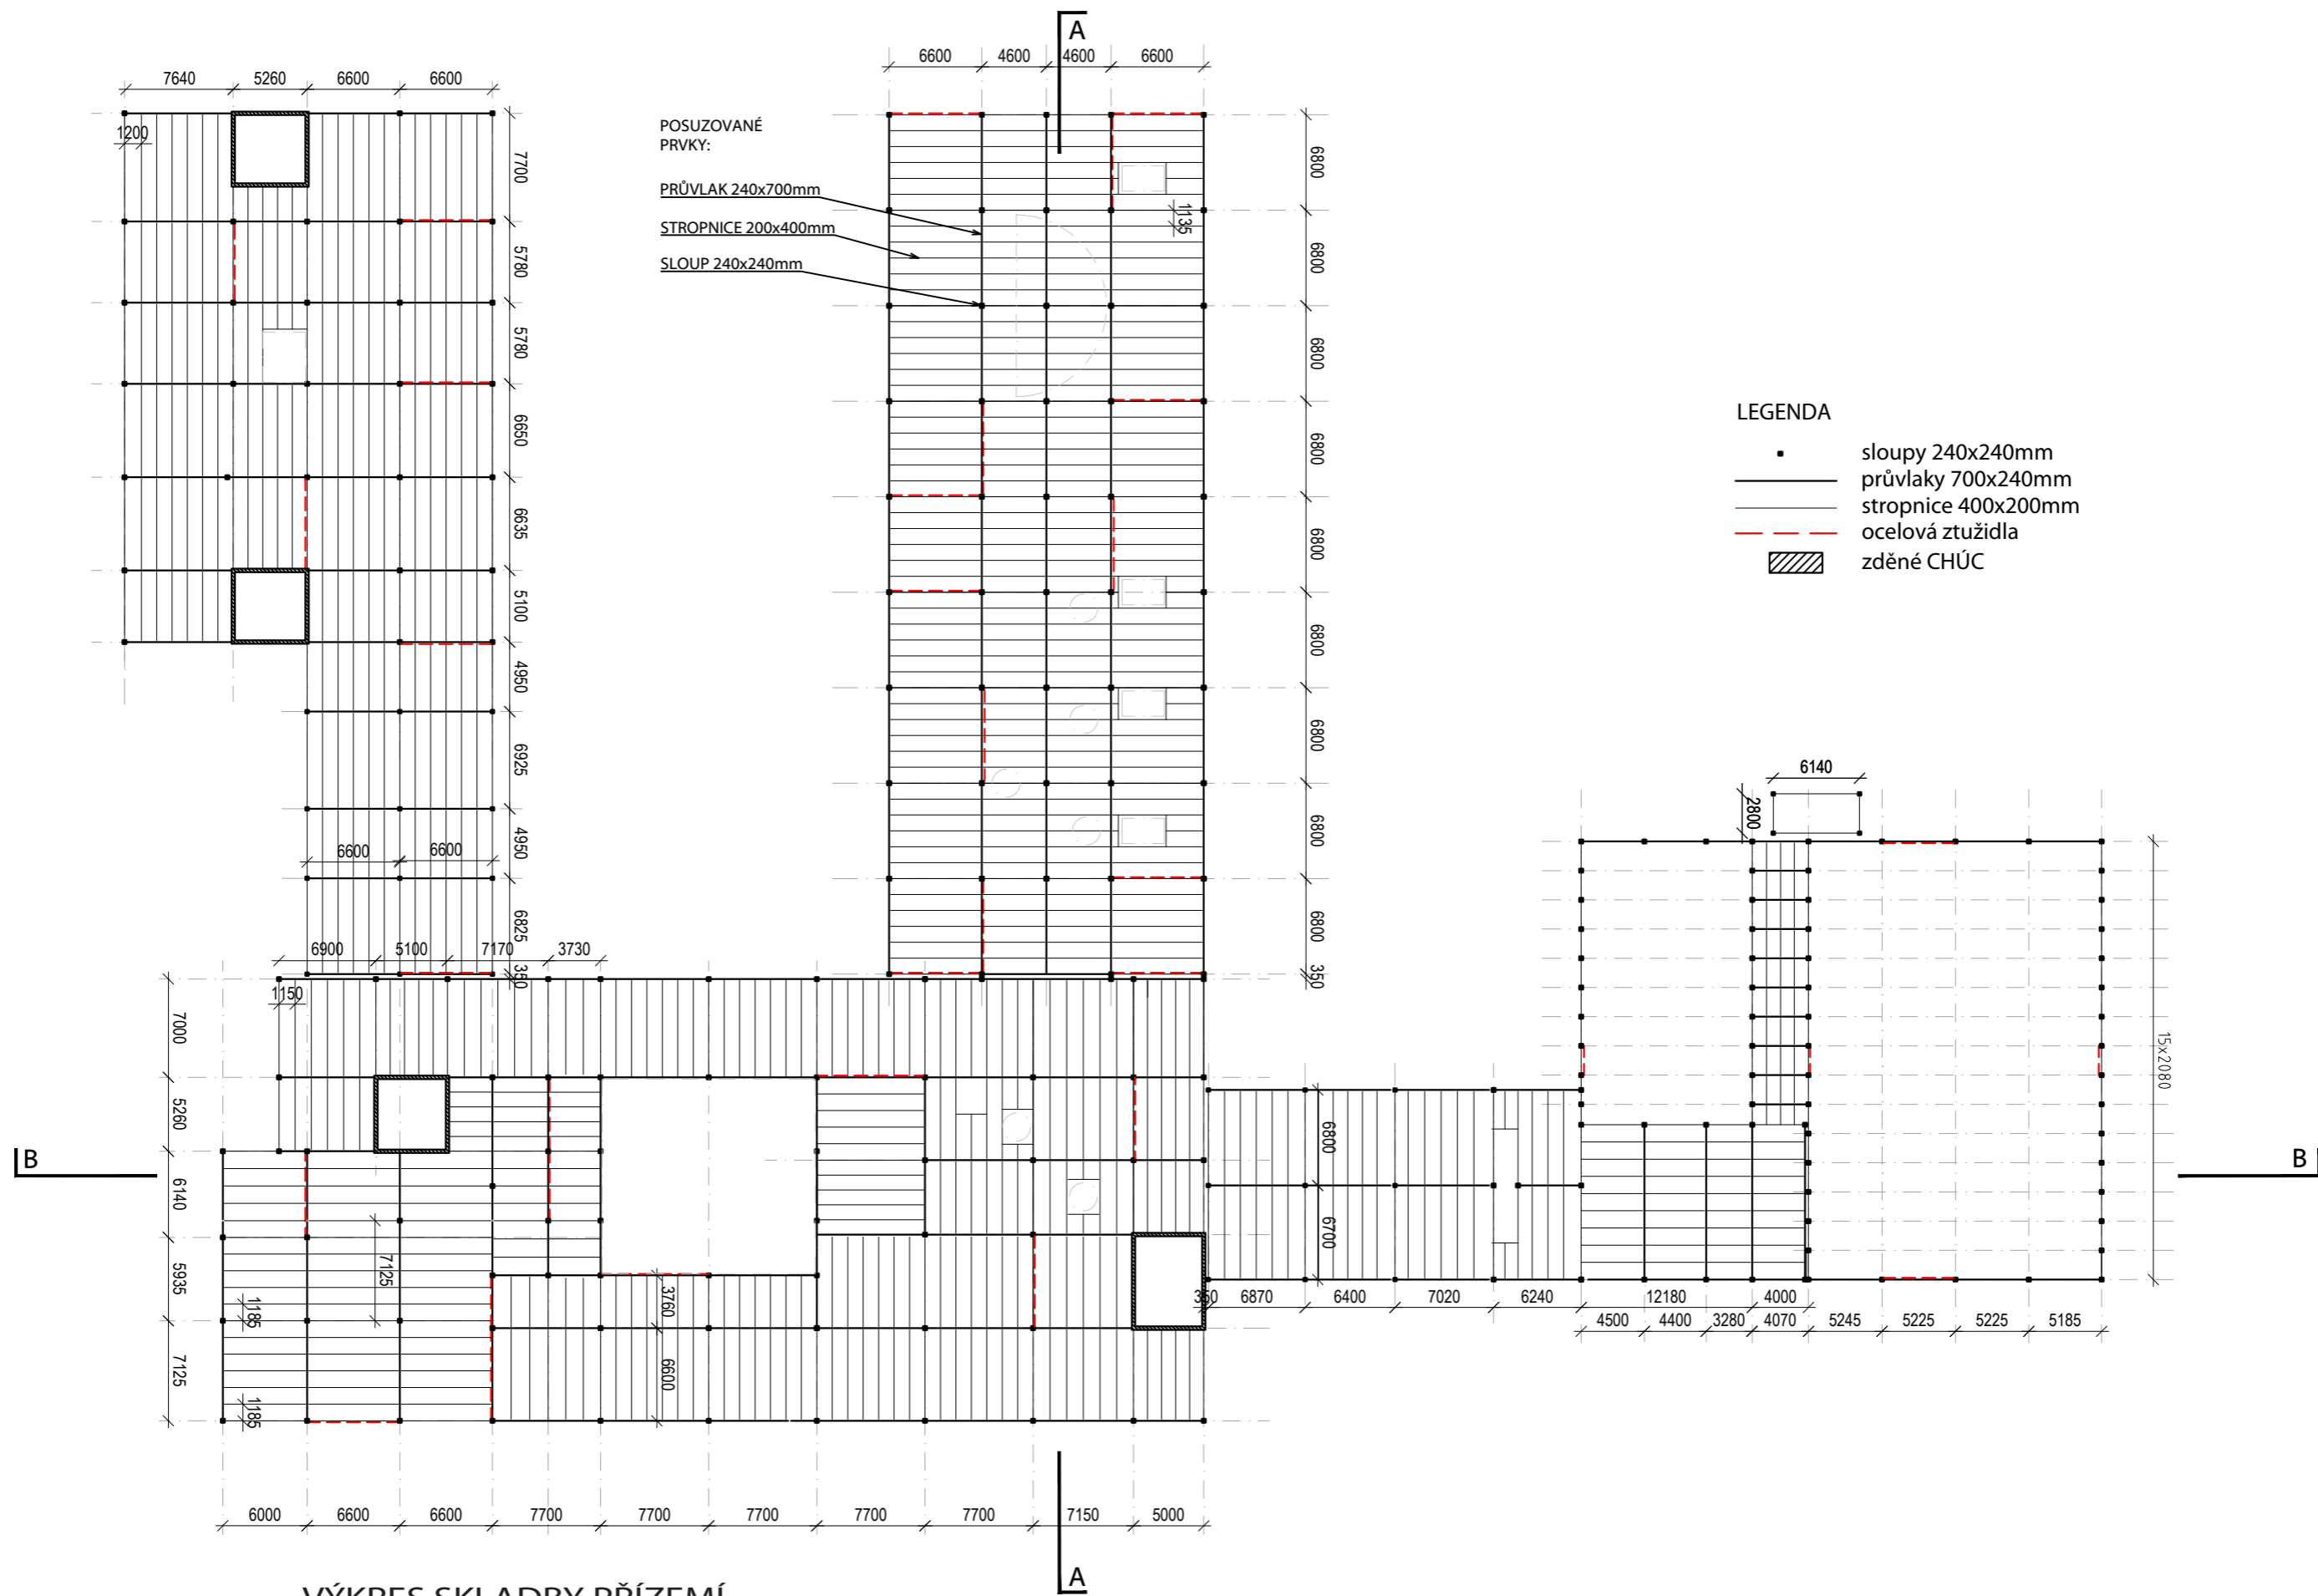 A
6600 4600 4600 6600
7640 5260 6600 6600
1200
7700
5780
5780
6650
6635
5100
4950
6925
4950
6825
350
6600 6600
POSUZOVANÉ
PRVKY:
PRŮVLAK 240x700mm
STROPNICE 200x400mm
SLOUP 240x240mm
1135
6800
6800
6800
6800
6800
6800
6800
6800
6800
350
LEGENDA
sloupy 240x240mm
průvlaky 700x240mm
stropnice 400x200mm
ocelová ztužidla
zděné CHÚC
6140
2800
15x2080
6900 5100 7170 3730
1150
7000
5260
6140
5935
7125
7125
1185
1185
3760
6600
6800
6700
B
B
350 6870 6400 7020 6240 12180 4000
4500 4400 3280 4070 5245 5225 5225 5185
6000 6600 6600 7700 7700 7700 7700 7700 7150 5000
A
VÝKRES SKLADBY PŘÍZEMÍ